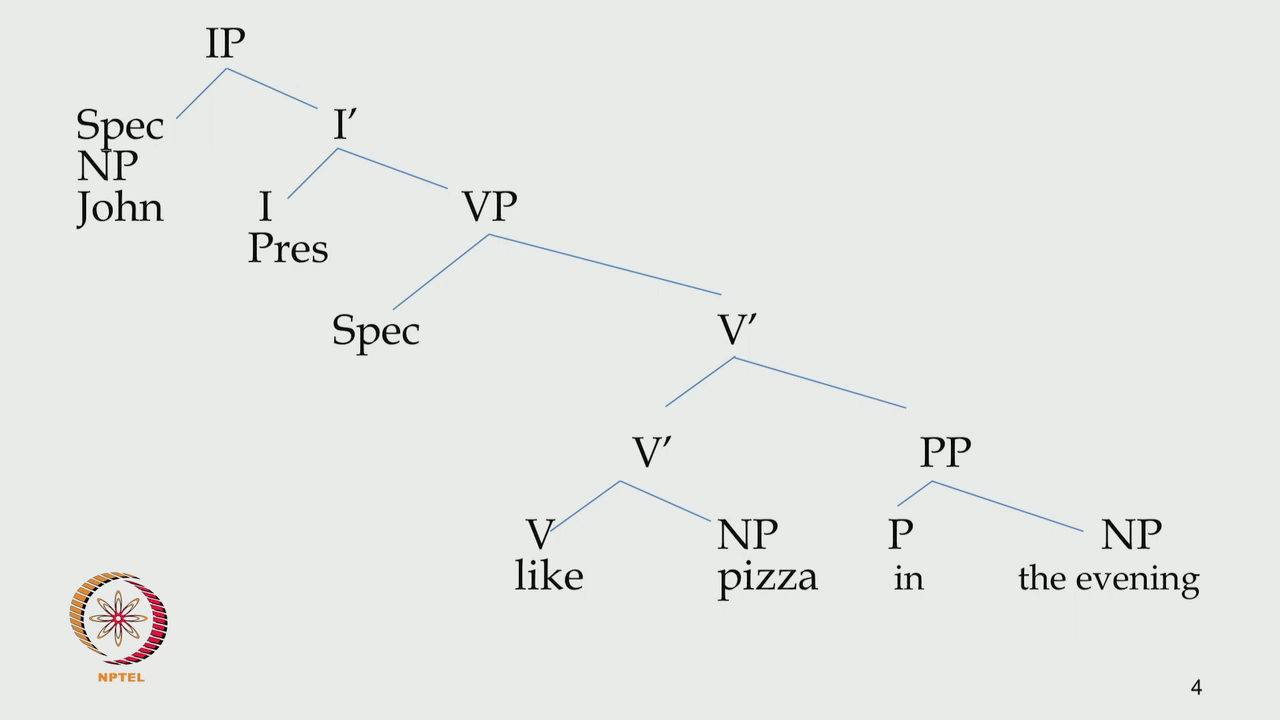 IP
Spec I′
NP
John I VP
Pres
Spec V′
V′ PP
V NP P NP
like pizza in the evening
NPTEL
4